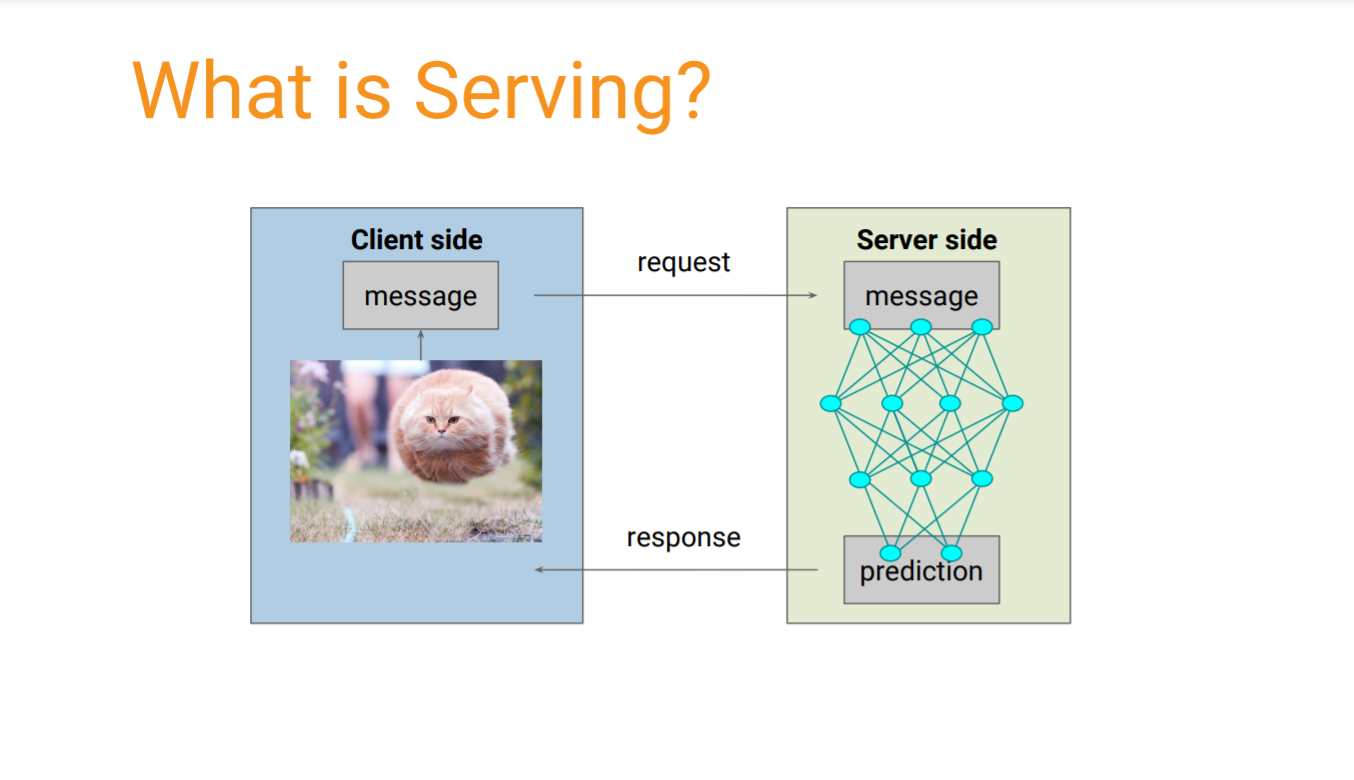 What is Serving?
Client side
message
request
response
Server side
message
prediction